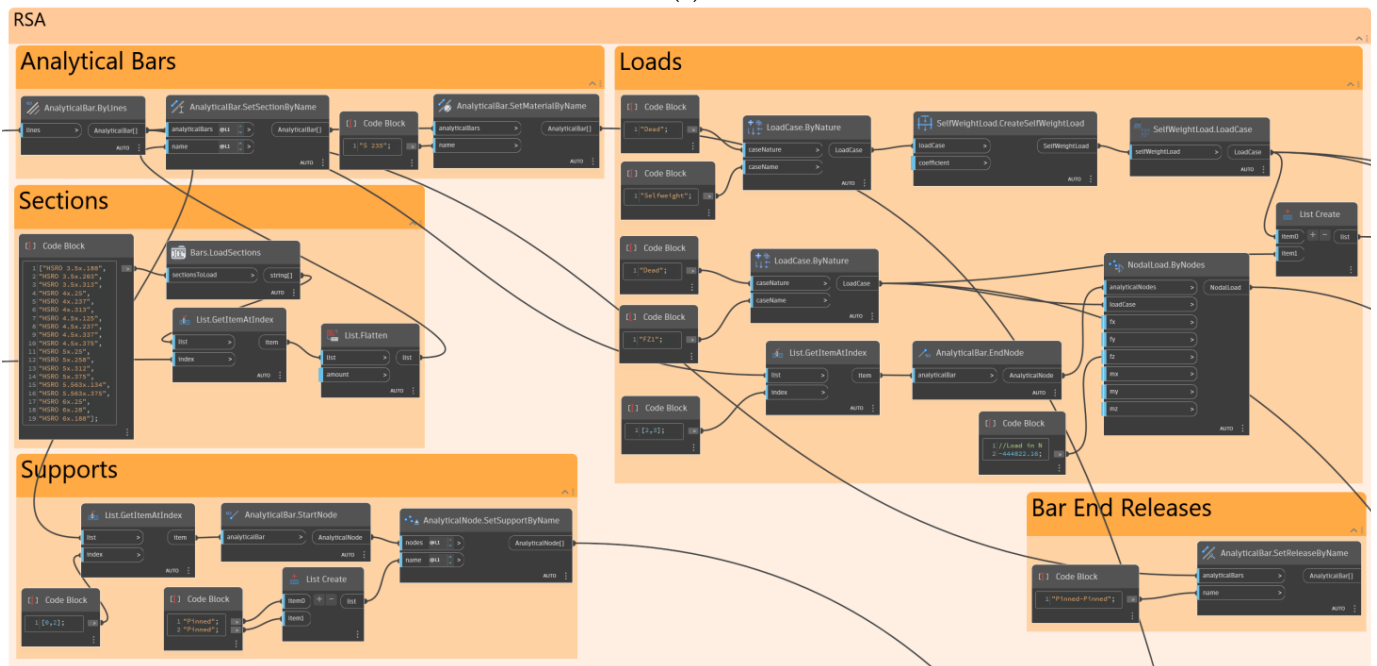 RSA
Analytical Bars
AnalyticalBar.ByLines
lines > AnalyticalBar[]
AUTO
AnalyticalBar.SetSectionByName
analyticalBars @L1 > AnalyticalBar[]
name @L1 >
AUTO
Code Block
1 "S 235"; >
AnalyticalBar.SetMaterialByName
analyticalBars > AnalyticalBar[]
name >
AUTO
Sections
Code Block
1 ["HSRO 3.5x.188", >
2 "HSRO 3.5x.203",
3 "HSRO 3.5x.313",
4 "HSRO 4x.25",
5 "HSRO 4x.237",
6 "HSRO 4x.313",
7 "HSRO 4.5x.125",
8 "HSRO 4.5x.237",
9 "HSRO 4.5x.337",
10 "HSRO 4.5x.375",
11 "HSRO 5x.25",
12 "HSRO 5x.258",
13 "HSRO 5x.312",
14 "HSRO 5x.375",
15 "HSRO 5.563x.134",
16 "HSRO 5.563x.375",
17 "HSRO 6x.25",
18 "HSRO 6x.28",
19 "HSRO 6x.188"];
Bars.LoadSections
sectionsToLoad > string[]
AUTO
List.GetItemAtIndex
list > item
index >
AUTO
List.Flatten
list > list
amount >
AUTO
Supports
List.GetItemAtIndex
list > item
index >
AUTO
Code Block
1 [0,2]; >
AnalyticalBar.StartNode
analyticalBar > AnalyticalNode
AUTO
Code Block
1 "Pinned"; >
2 "Pinned"; >
List Create
item0 + - list
item1
AUTO
AnalyticalNode.SetSupportByName
nodes @L1 > AnalyticalNode[]
name @L1 >
AUTO
Loads
Code Block
1 "Dead"; >
Code Block
1 "Selfweight"; >
LoadCase.ByNature
caseNature > LoadCase
caseName >
AUTO
SelfWeightLoad.CreateSelfWeightLoad
loadCase > SelfWeightLoad
coefficient >
AUTO
SelfWeightLoad.LoadCase
selfWeightLoad > LoadCase
AUTO
List Create
item0 + - list
item1
AUTO
Code Block
1 "Dead"; >
Code Block
1 "FZ1"; >
LoadCase.ByNature
caseNature > LoadCase
caseName >
AUTO
List.GetItemAtIndex
list > item
index >
AUTO
Code Block
AnalyticalBar.EndNode
analyticalBar > AnalyticalNode
AUTO
Code Block
1 //Load in N
2 -444822.16; >
NodalLoad.ByNodes
analyticalNodes > NodalLoad
loadCase >
fx >
fy >
fz >
mx >
my >
mz >
AUTO
Bar End Releases
Code Block
1 "Pinned-Pinned"; >
AnalyticalBar.SetReleaseByName
analyticalBars > AnalyticalBar[]
name >
AUTO